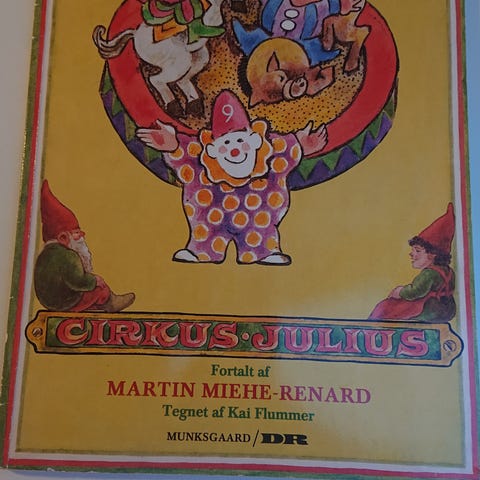 9
CIRKUS·JULIUS
Fortalt af
MARTIN MIEHE-RENARD
Tegnet af Kai Flummer
MUNKSGAARD/DR